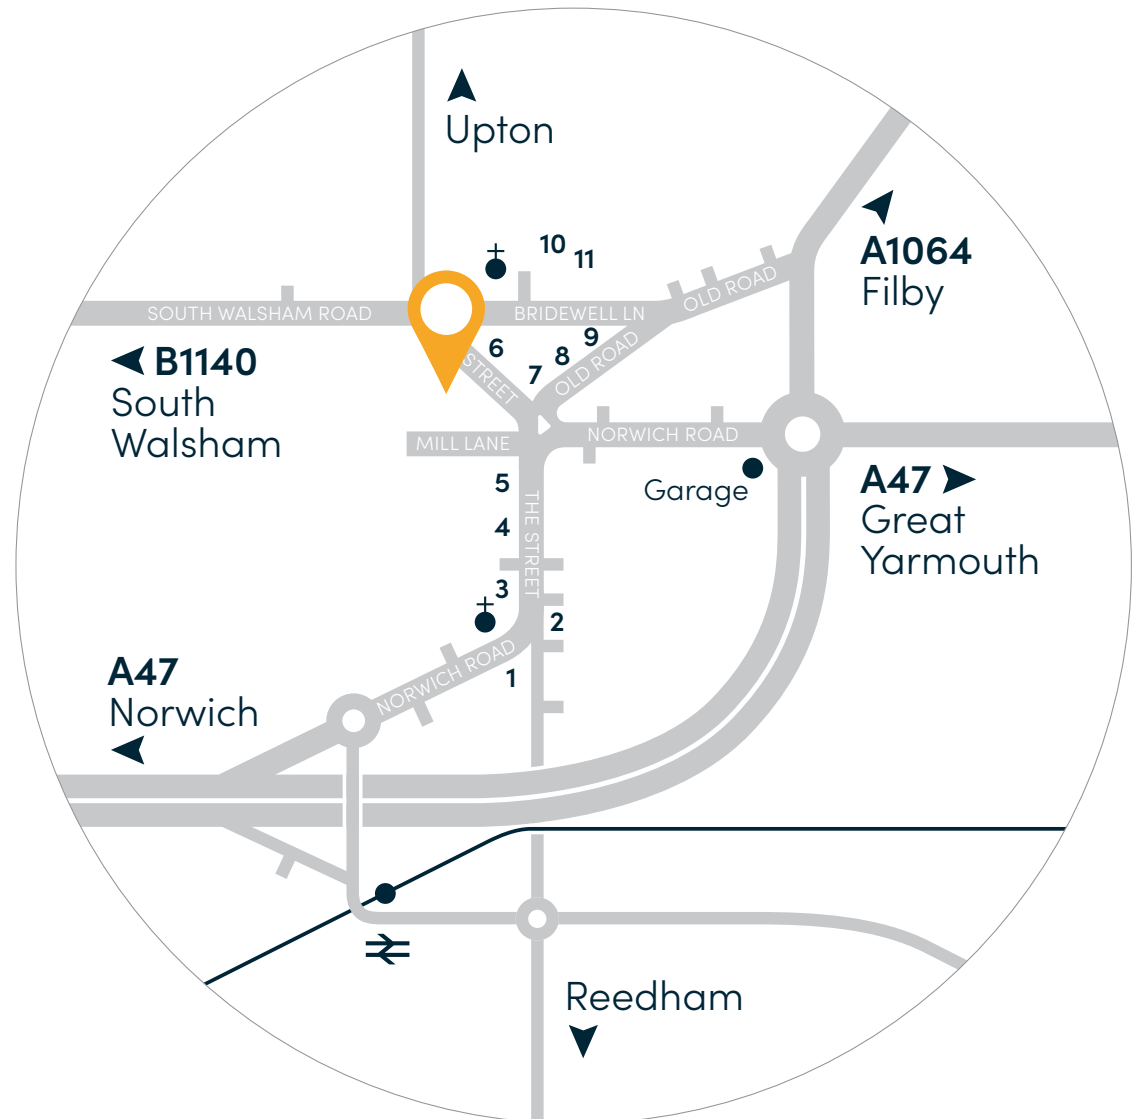 Upton
10
11
A1064
Filby
SOUTH WALSHAM ROAD
BRIDEWELL LN
OLD ROAD
B1140
South
Walsham
6
STREET
7
8
9
OLD ROAD
MILL LANE
NORWICH ROAD
Garage
A47
Great
Yarmouth
5
4
THE STREET
3
2
1
NORWICH ROAD
A47
Norwich
Reedham